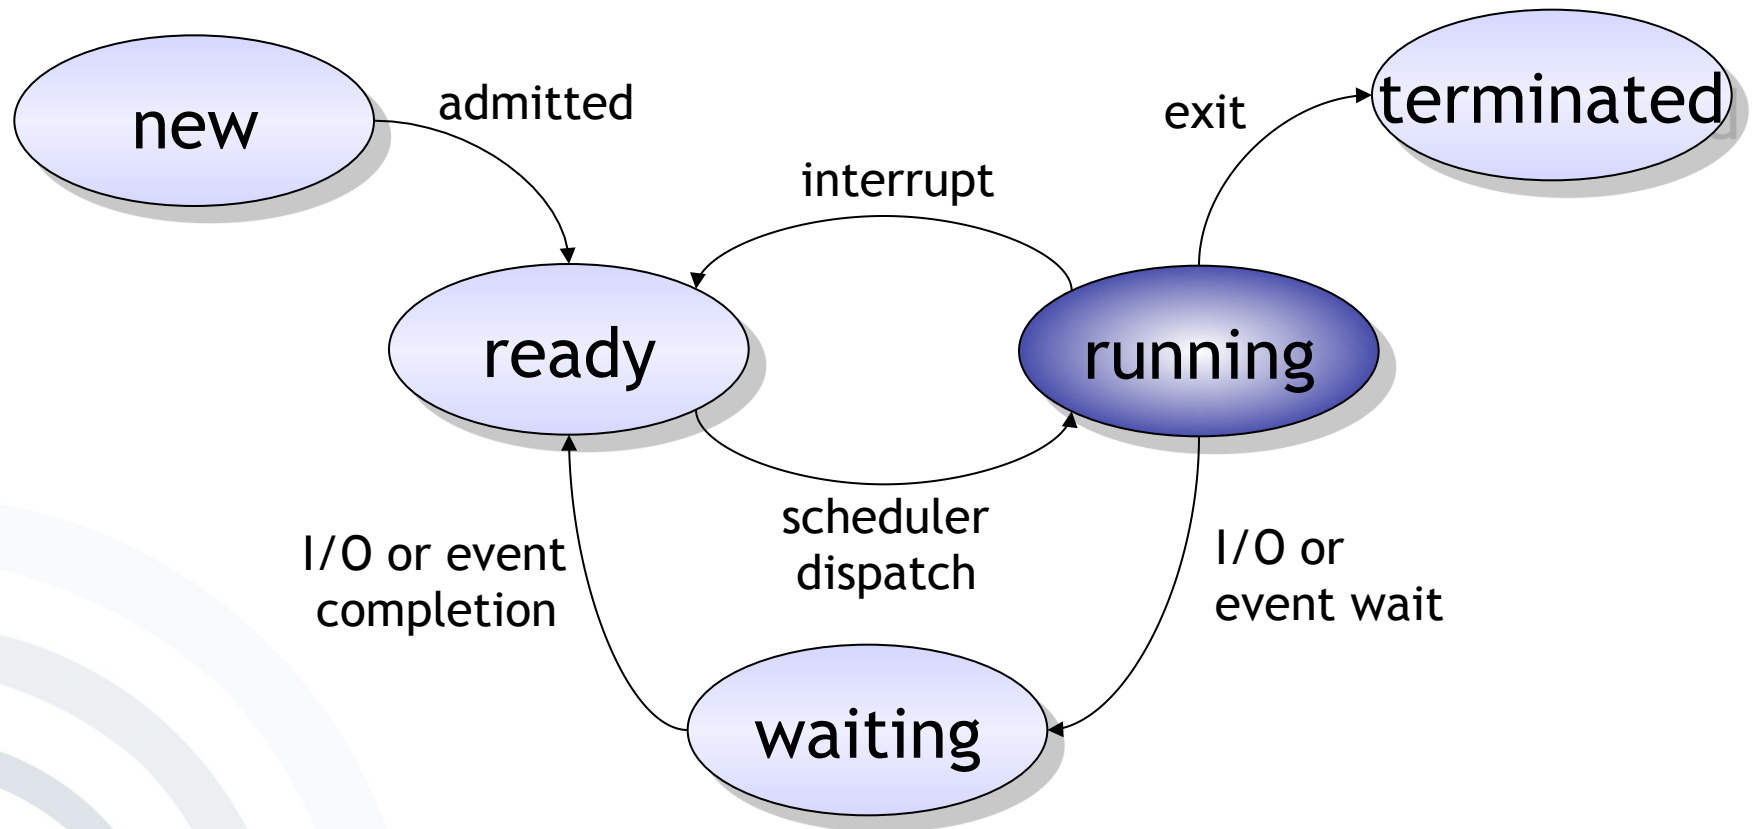 new
admitted
exit
terminated
interrupt
ready
running
scheduler
dispatch
I/O or event
completion
I/O or
event wait
waiting